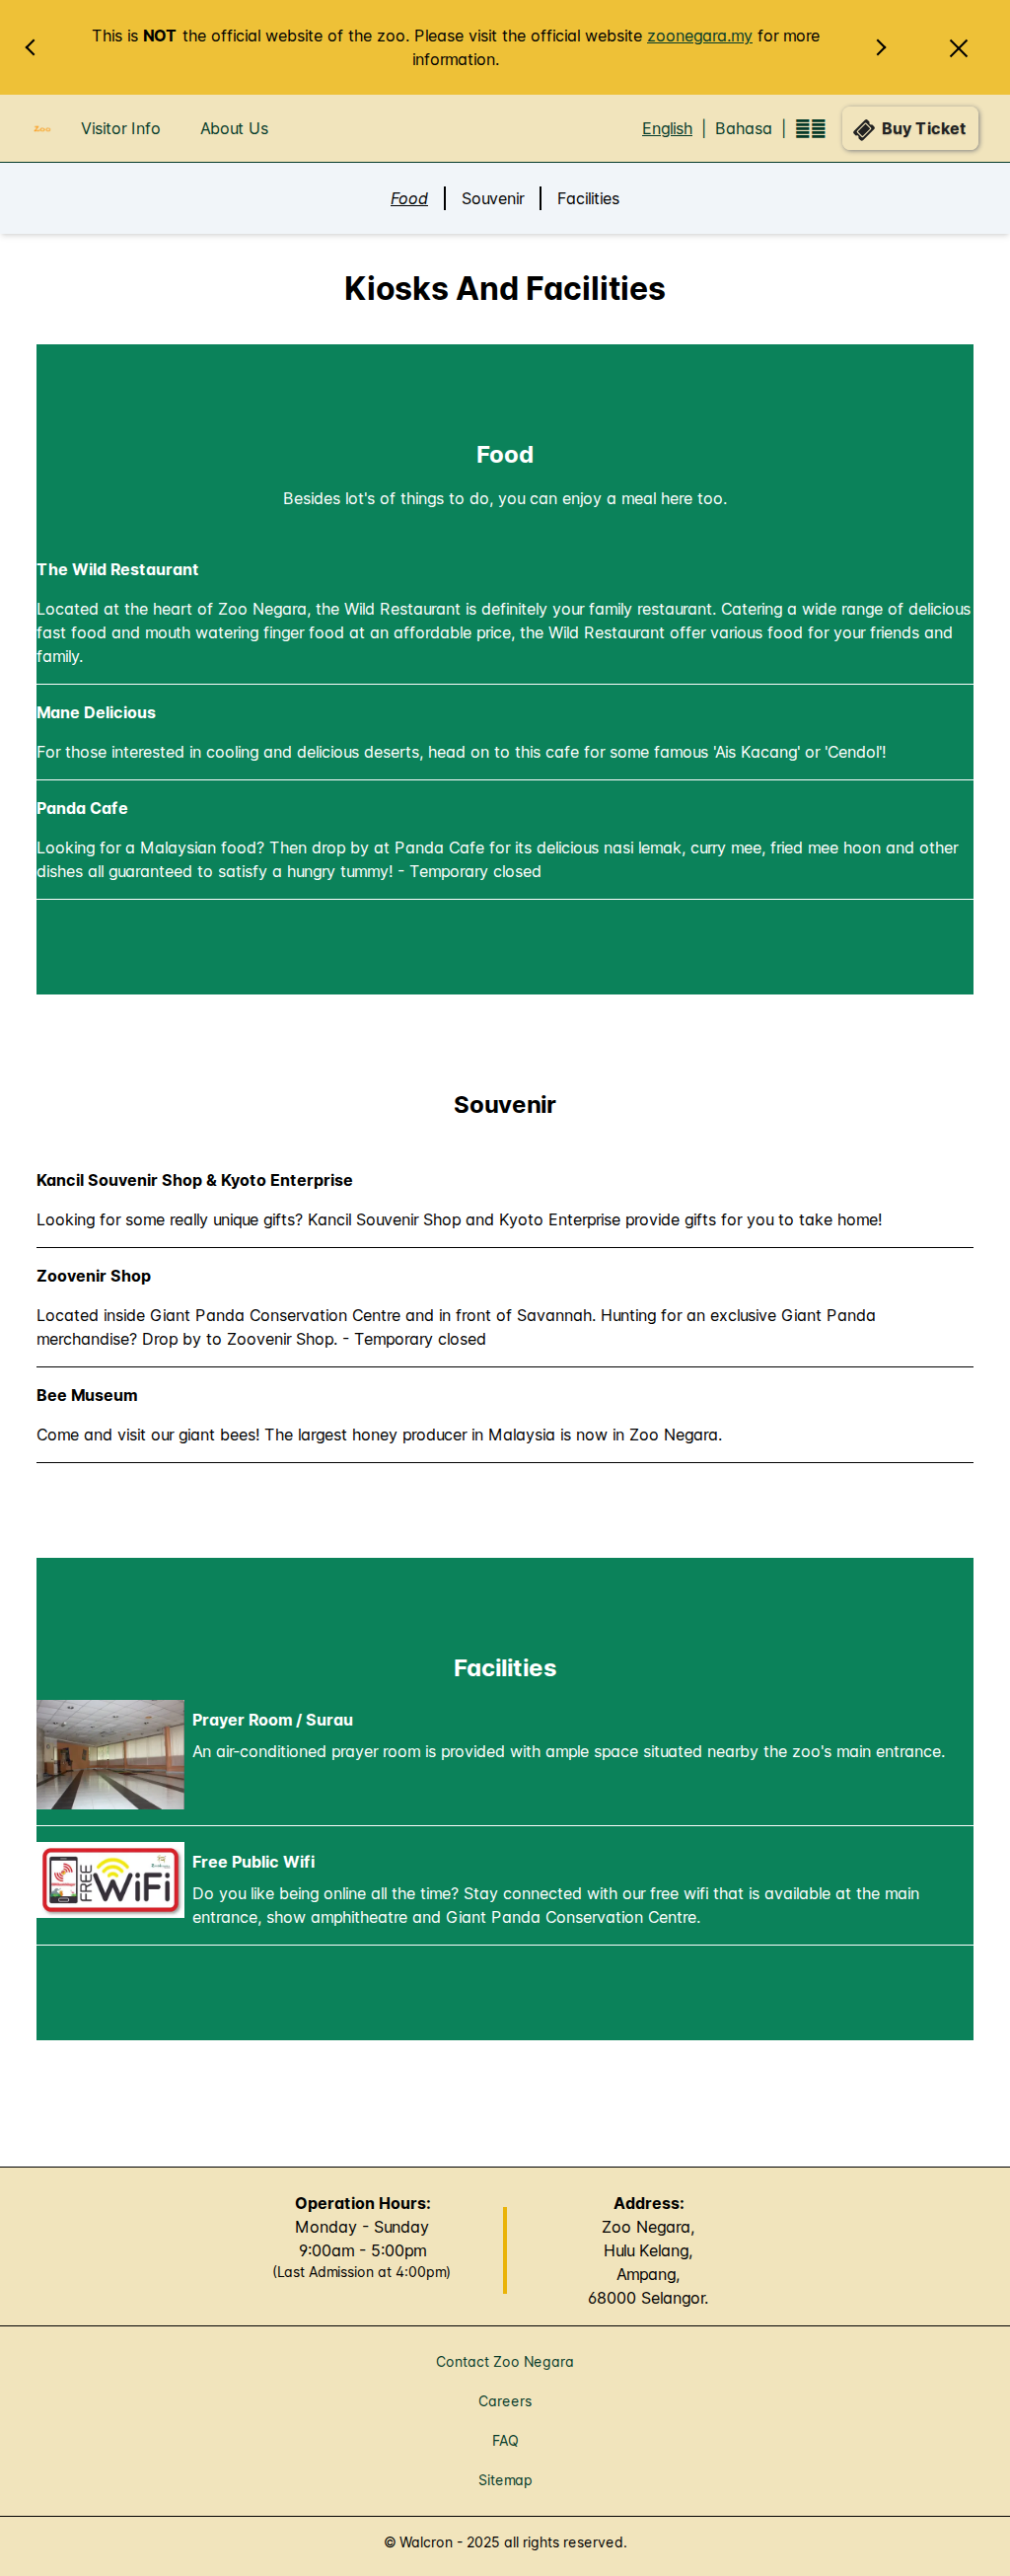 This is NOT the official website of the zoo. Please visit the official website zoonegara.my for more
information.
Zoo
Visitor Info
About Us
English | Bahasa |
Buy Ticket
Food
Souvenir
Facilities
Kiosks And Facilities
Food
Besides lot's of things to do, you can enjoy a meal here too.
The Wild Restaurant
Located at the heart of Zoo Negara, the Wild Restaurant is definitely your family restaurant. Catering a wide range of delicious
fast food and mouth watering finger food at an affordable price, the Wild Restaurant offer various food for your friends and
family.
Mane Delicious
For those interested in cooling and delicious deserts, head on to this cafe for some famous 'Ais Kacang' or 'Cendol'!
Panda Cafe
Looking for a Malaysian food? Then drop by at Panda Cafe for its delicious nasi lemak, curry mee, fried mee hoon and other
dishes all guaranteed to satisfy a hungry tummy! - Temporary closed
Souvenir
Kancil Souvenir Shop & Kyoto Enterprise
Looking for some really unique gifts? Kancil Souvenir Shop and Kyoto Enterprise provide gifts for you to take home!
Zoovenir Shop
Located inside Giant Panda Conservation Centre and in front of Savannah. Hunting for an exclusive Giant Panda
merchandise? Drop by to Zoovenir Shop. - Temporary closed
Bee Museum
Come and visit our giant bees! The largest honey producer in Malaysia is now in Zoo Negara.
Facilities
Prayer Room / Surau
An air-conditioned prayer room is provided with ample space situated nearby the zoo's main entrance.
FREE WiFi
Free Public Wifi
Do you like being online all the time? Stay connected with our free wifi that is available at the main
entrance, show amphitheatre and Giant Panda Conservation Centre.
Operation Hours:
Monday - Sunday
9:00am - 5:00pm
(Last Admission at 4:00pm)
Address:
Zoo Negara,
Hulu Kelang,
Ampang,
68000 Selangor.
Contact Zoo Negara
Careers
FAQ
Sitemap
© Walcron - 2025 all rights reserved.